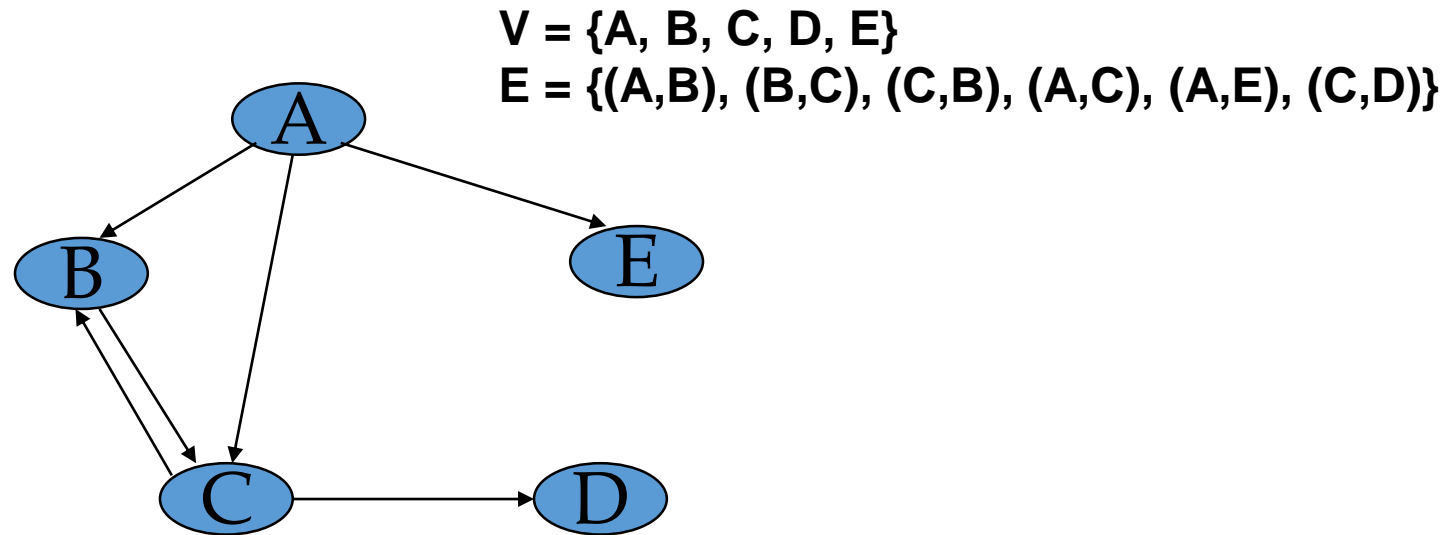 V = {A, B, C, D, E}
E = {(A,B), (B,C), (C,B), (A,C), (A,E), (C,D)}
A
B
E
C
D